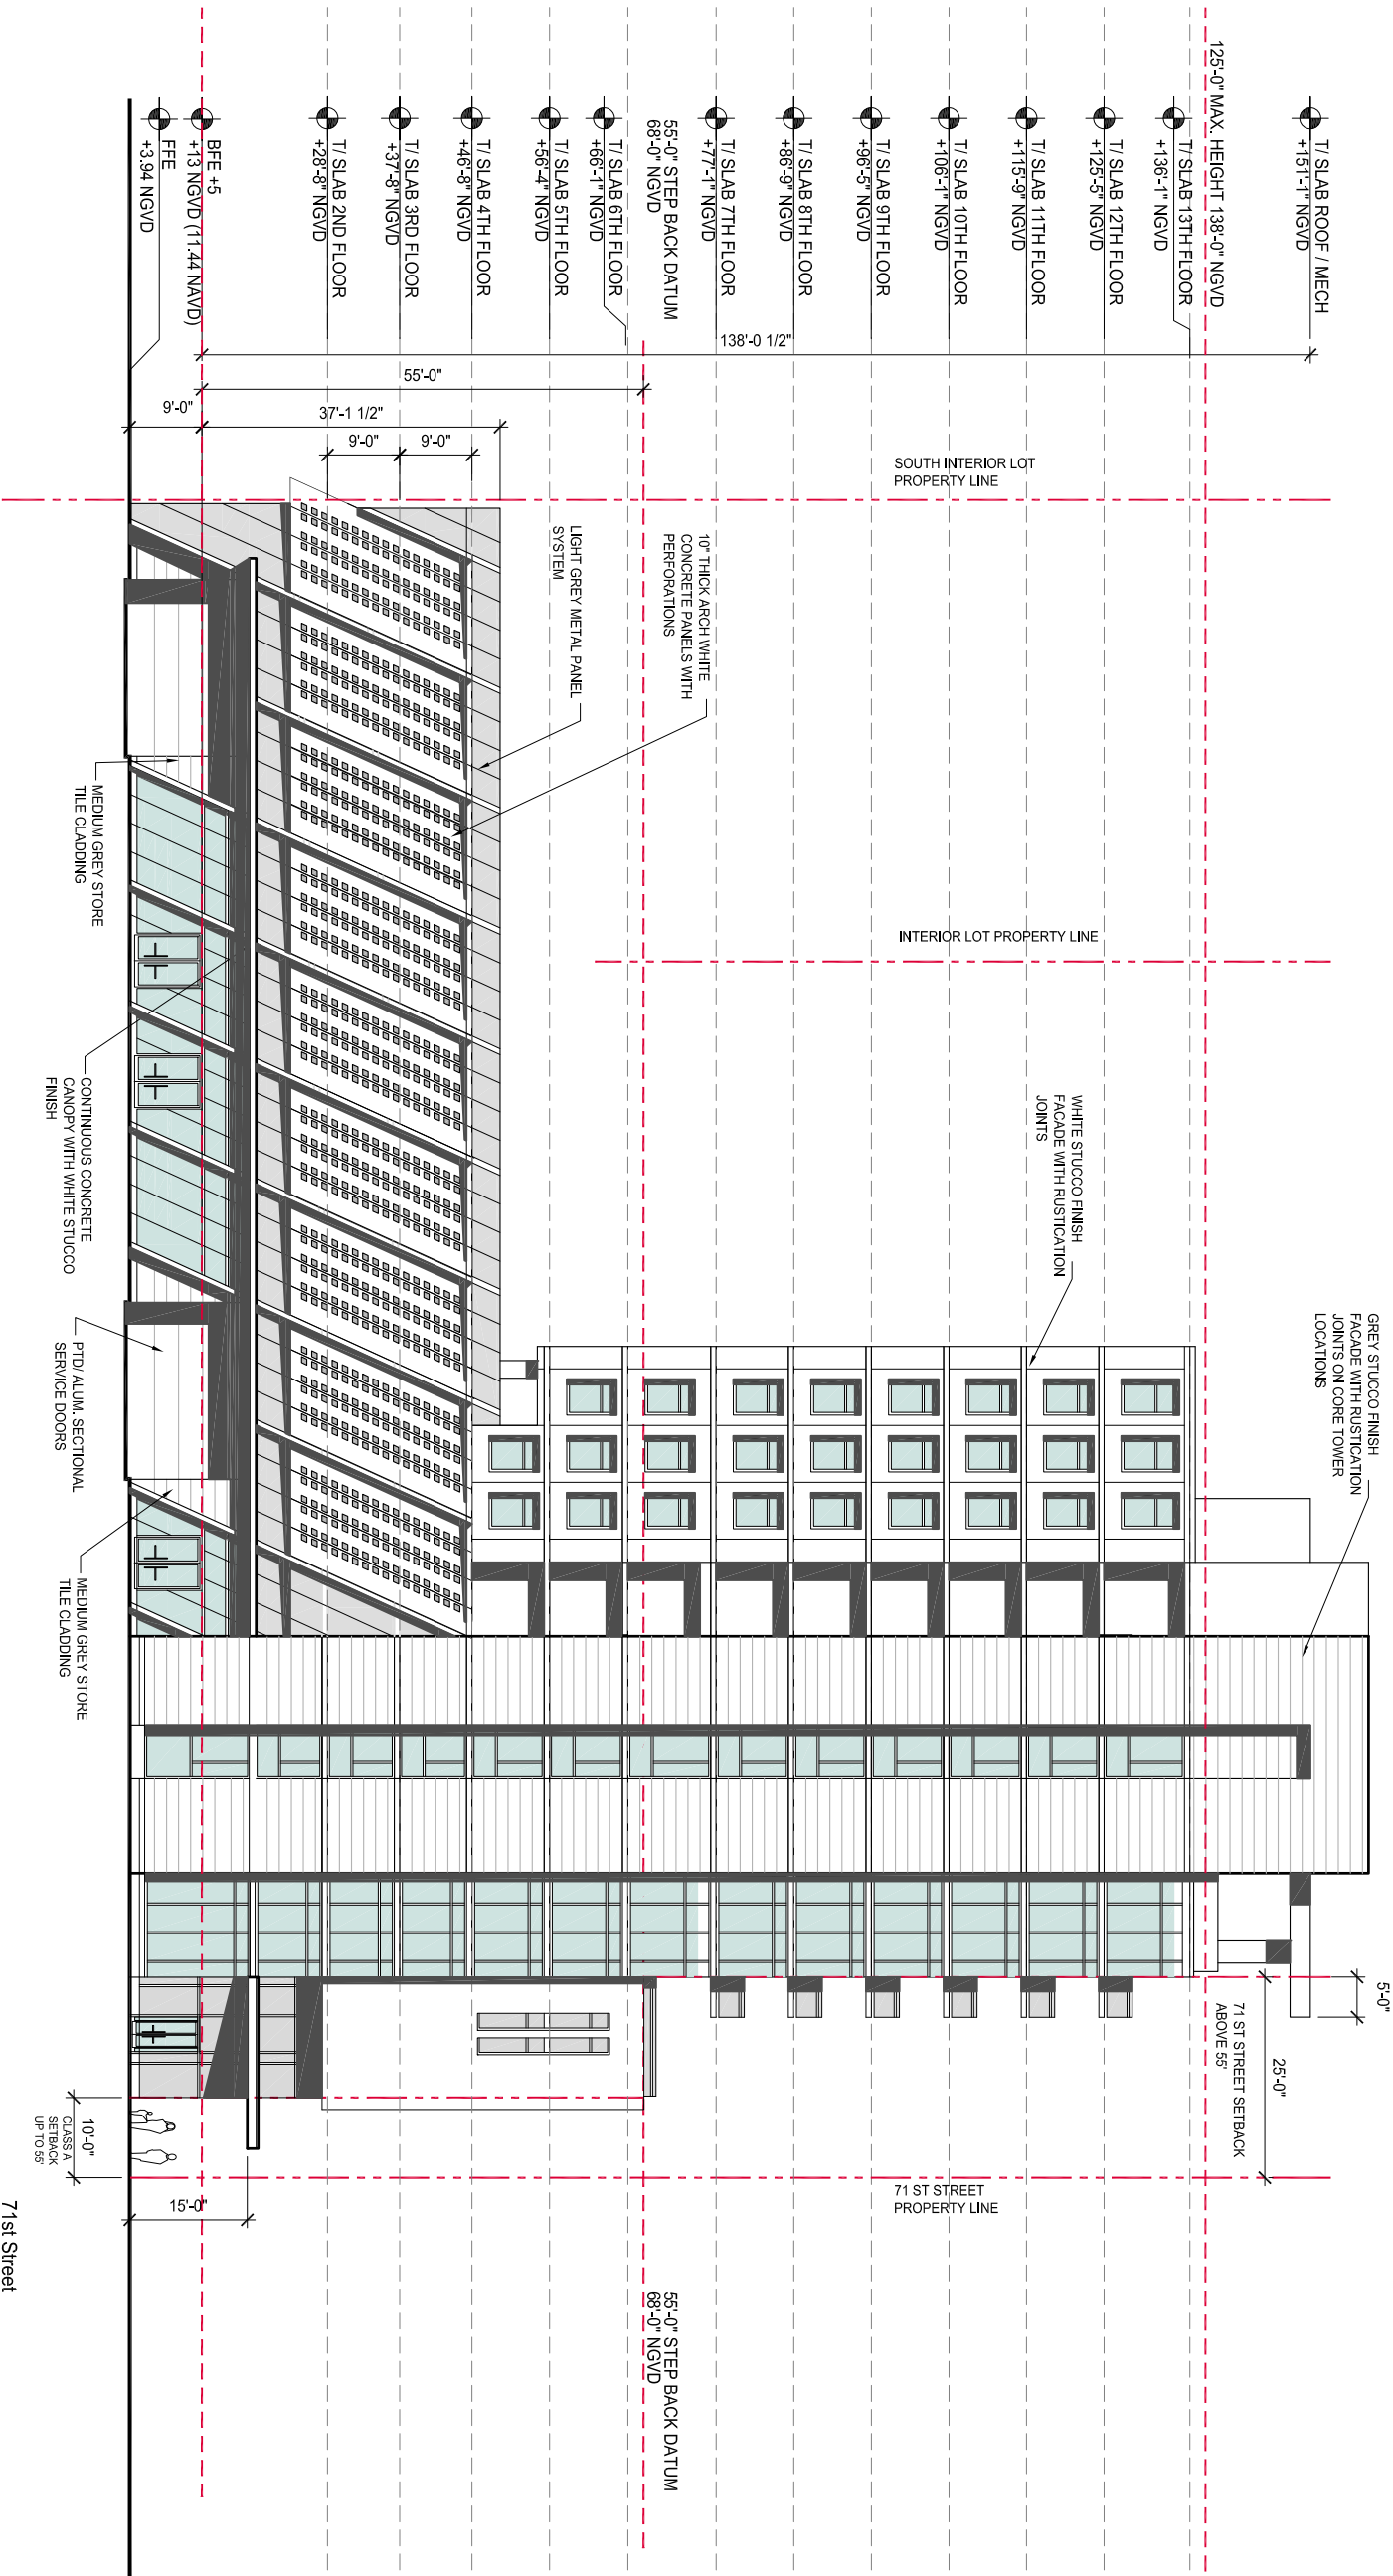 125'-0" MAX. HEIGHT 138'-0" NGVD
T/ SLAB ROOF / MECH
+151'-1" NGVD
T/ SLAB 13TH FLOOR
+136'-1" NGVD
T/ SLAB 12TH FLOOR
+125'-5" NGVD
T/ SLAB 11TH FLOOR
+115'-9" NGVD
T/ SLAB 10TH FLOOR
+106'-1" NGVD
T/ SLAB 9TH FLOOR
+96'-5" NGVD
T/ SLAB 8TH FLOOR
+86'-9" NGVD
T/ SLAB 7TH FLOOR
+77'-1" NGVD
55'-0" STEP BACK DATUM
68'-0" NGVD
T/ SLAB 6TH FLOOR
+66'-1" NGVD
T/ SLAB 5TH FLOOR
+56'-4" NGVD
T/ SLAB 4TH FLOOR
+46'-8" NGVD
T/ SLAB 3RD FLOOR
+37'-8" NGVD
T/ SLAB 2ND FLOOR
+28'-8" NGVD
BFE +5
+13 NGVD (11.44 NAVD)
FFE
+3.94 NGVD
138'-0 1/2"
55'-0"
9'-0"
37'-1 1/2"
9'-0"
9'-0"
SOUTH INTERIOR LOT
PROPERTY LINE
10" THICK ARCH WHITE
CONCRETE PANELS WITH
PERFORATIONS
LIGHT GREY METAL PANEL
SYSTEM
MEDIUM GREY STORE
TILE CLADDING
INTERIOR LOT PROPERTY LINE
WHITE STUCCO FINISH
FACADE WITH RUSTICATION
JOINTS
CONTINUOUS CONCRETE
CANOPY WITH WHITE STUCCO
FINISH
GREY STUCCO FINISH
FACADE WITH RUSTICATION
JOINTS ON CORE TOWER
LOCATIONS
PTD/ ALUM. SECTIONAL
SERVICE DOORS
MEDIUM GREY STORE
TILE CLADDING
5'-0"
25'-0"
71 ST STREET SETBACK
ABOVE 55'
10'-0"
CLASS A
SETBACK
UP TO 55'
71 ST STREET
PROPERTY LINE
15'-0"
71st Street
55'-0" STEP BACK DATUM
68'-0" NGVD